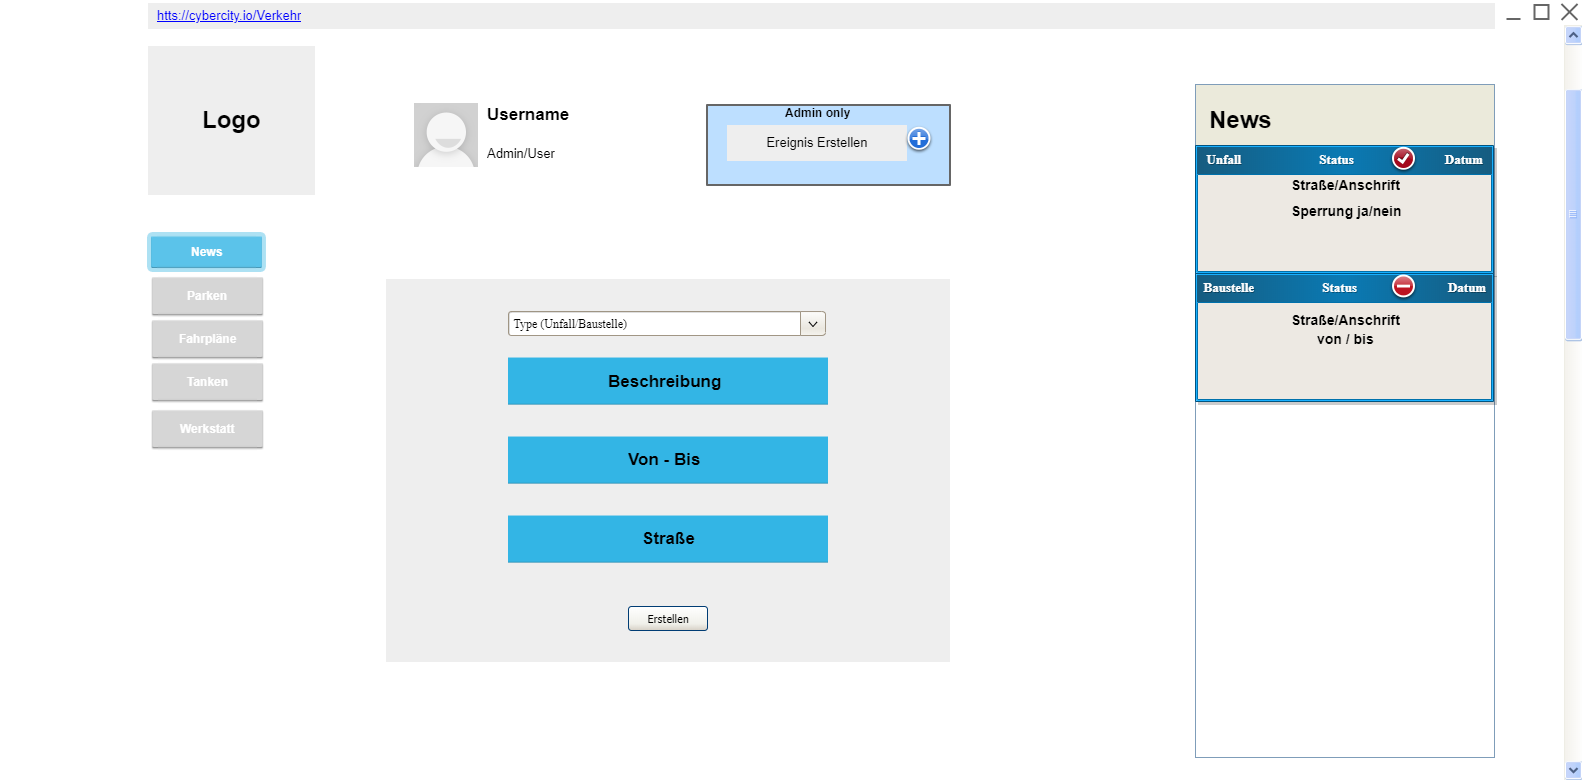 htts://cybercity.io/Verkehr
Logo
Username
Admin/User
Admin only
Ereignis Erstellen
News
Parken
Fahrpläne
Tanken
Werkstatt
Type (Unfall/Baustelle)
Beschreibung
Von - Bis
Straße
Erstellen
News
Unfall Status Datum
Straße/Anschrift
Sperrung ja/nein
Baustelle Status Datum
Straße/Anschrift
von / bis